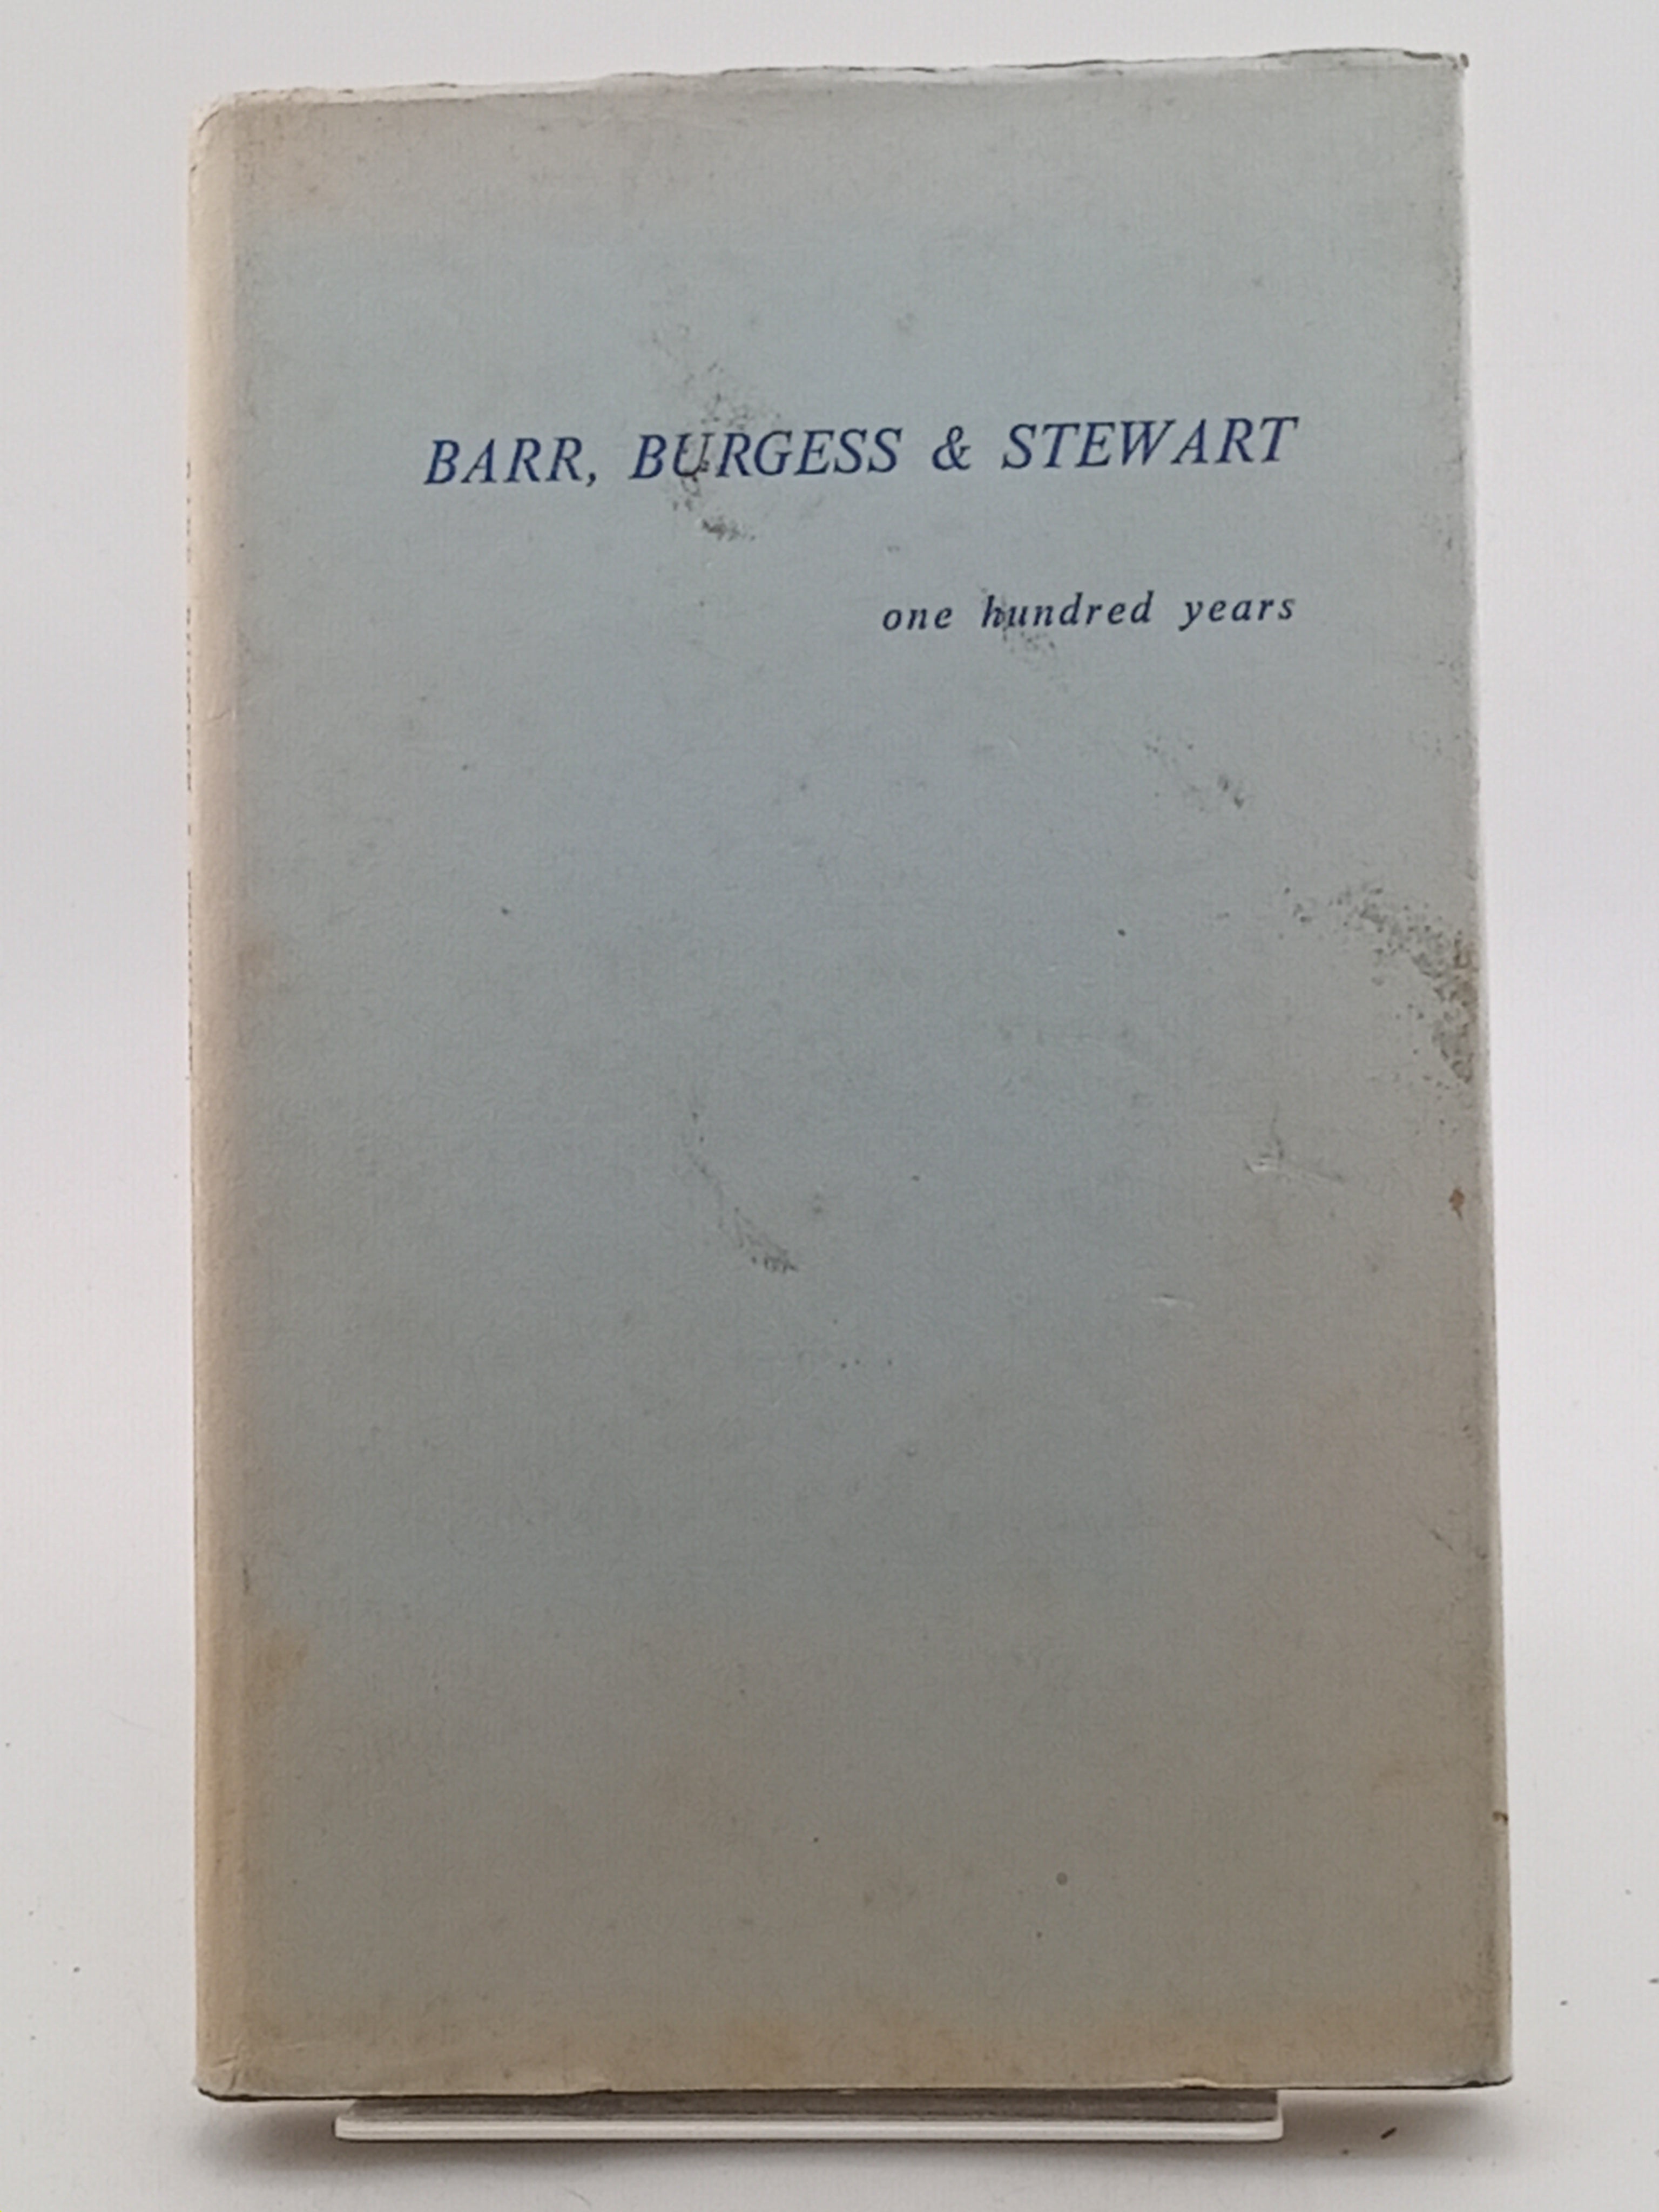 BARR, BURGESS & STEWART
one hundred years